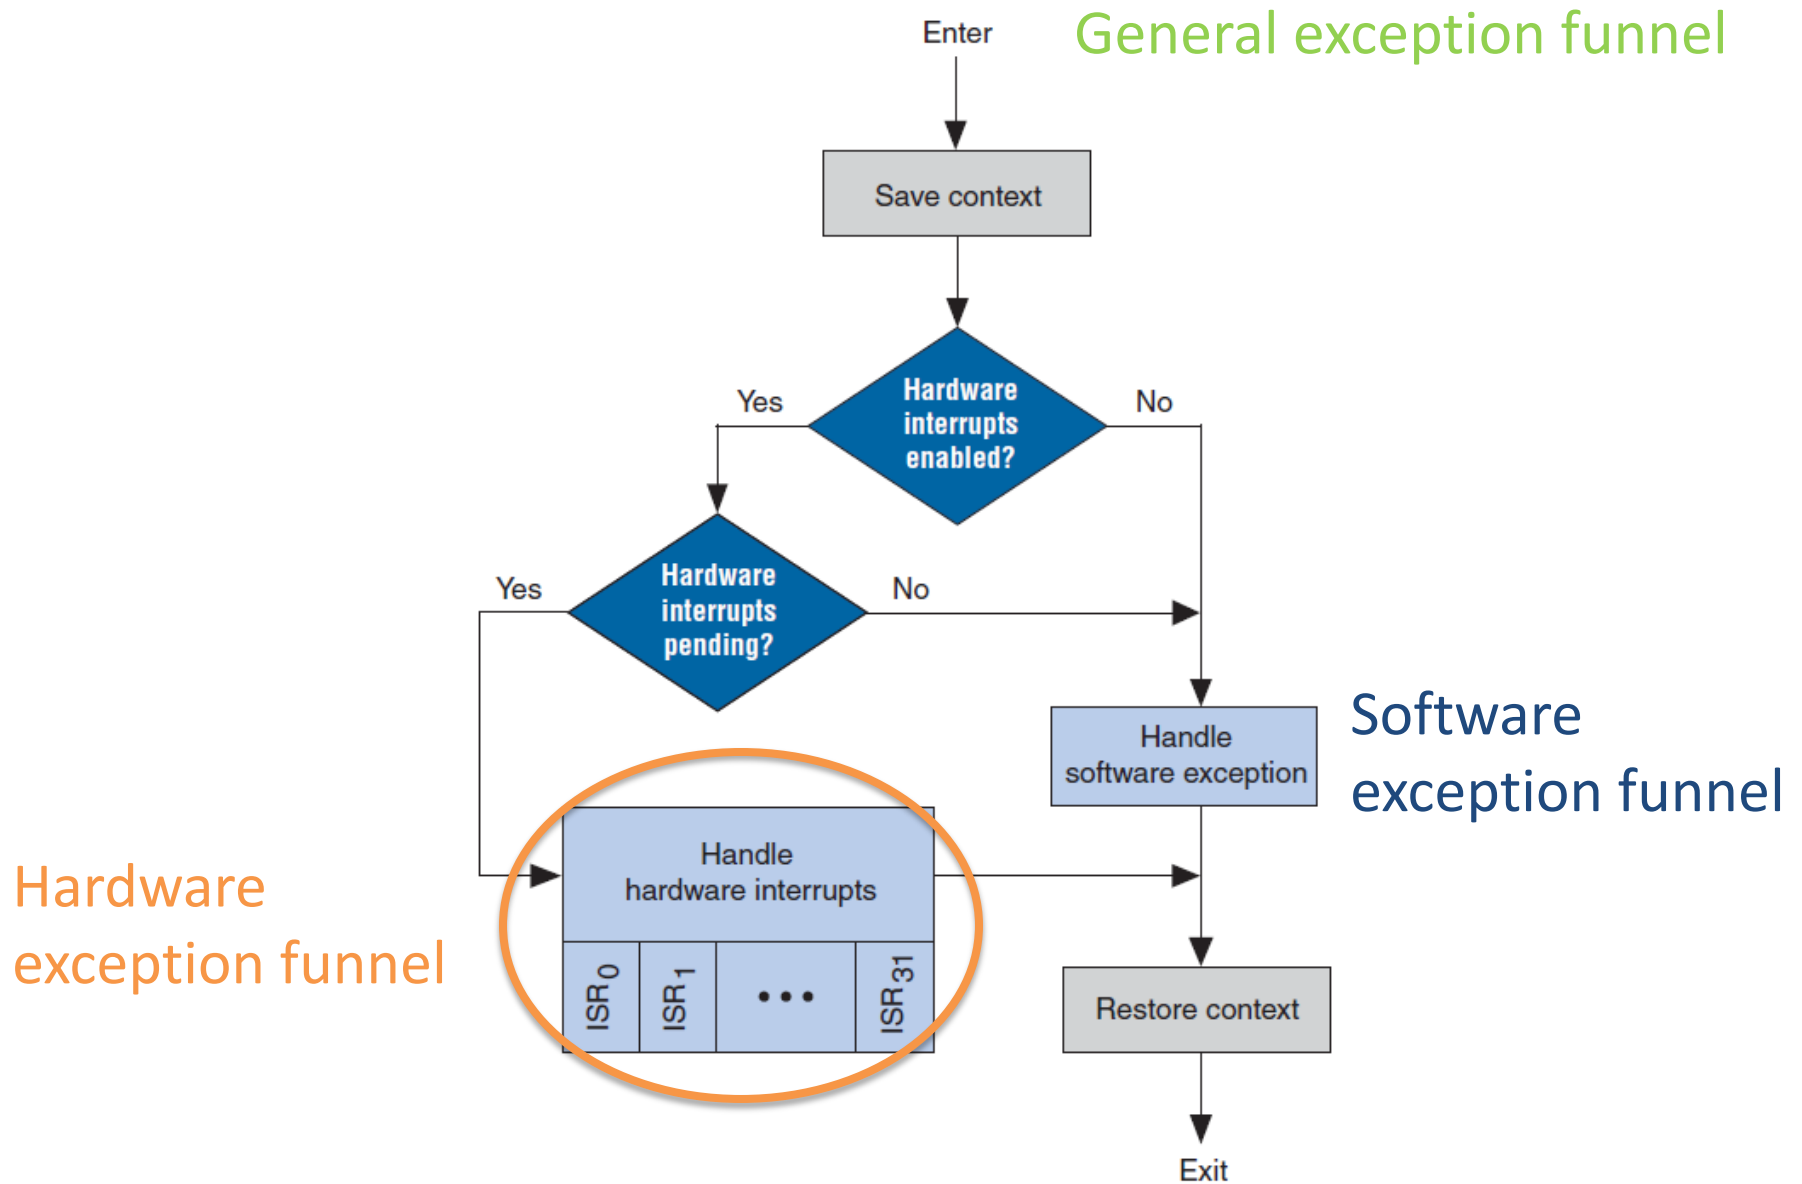 Enter
General exception funnel
Save context
Yes
Hardware
interrupts
enabled?
No
Yes
Hardware
interrupts
pending?
No
Handle
software exception
Software
exception funnel
Handle
hardware interrupts
Hardware
exception funnel
ISR0
ISR1
•••
ISR31
Restore context
Exit